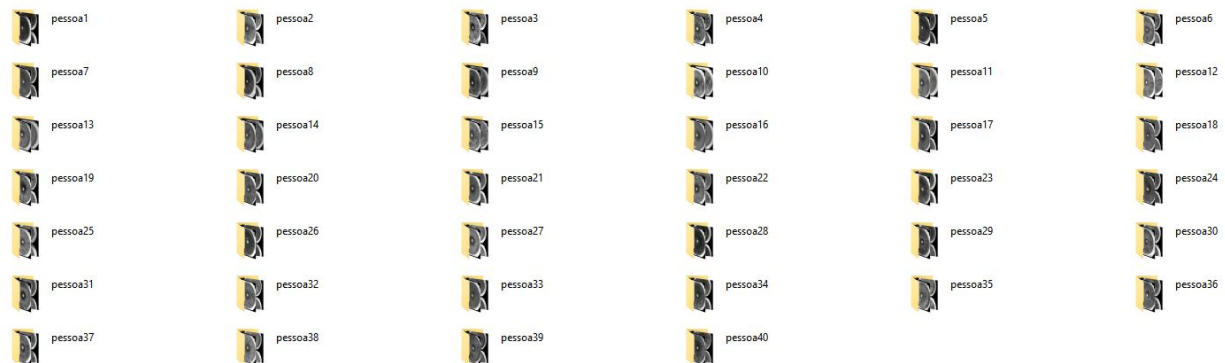 pessoa1 pessoa2 pessoa3 pessoa4 pessoa5 pessoa6
pessoa7 pessoa8 pessoa9 pessoa10 pessoa11 pessoa12
pessoa13 pessoa14 pessoa15 pessoa16 pessoa17 pessoa18
pessoa19 pessoa20 pessoa21 pessoa22 pessoa23 pessoa24
pessoa25 pessoa26 pessoa27 pessoa28 pessoa29 pessoa30
pessoa31 pessoa32 pessoa33 pessoa34 pessoa35 pessoa36
pessoa37 pessoa38 pessoa39 pessoa40